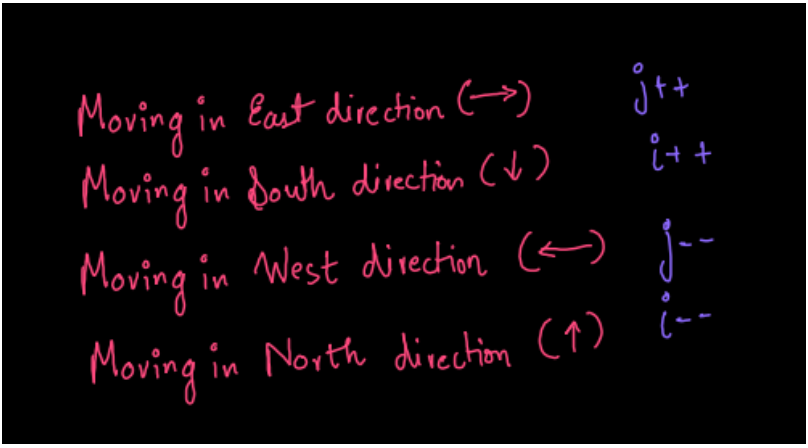 Moving in East direction (→) j++
Moving in South direction (↓) i++
Moving in West direction (←) j--
Moving in North direction (↑) i--